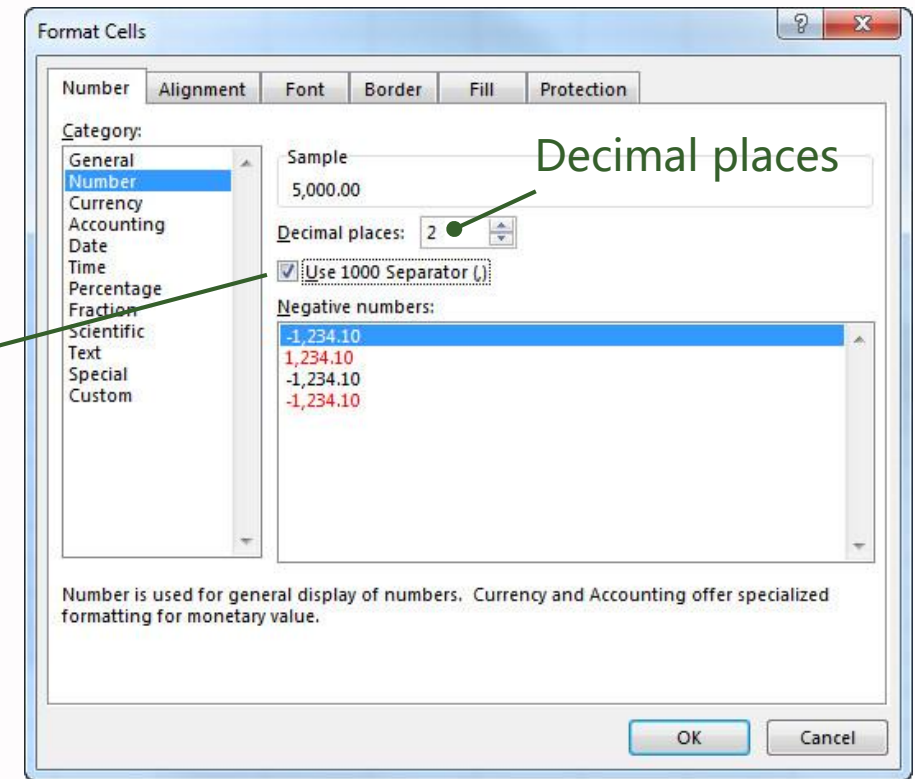 Format Cells
?
X
Number Alignment Font Border Fill Protection
Category:
General
Number
Currency
Accounting
Date
Time
Percentage
Fraction
Scientific
Text
Special
Custom
Sample
5,000.00
Decimal places
Decimal places: 2
Use 1000 Separator (,)
Negative numbers:
-1,234.10
1,234.10
-1,234.10
-1,234.10
Number is used for general display of numbers. Currency and Accounting offer specialized
formatting for monetary value.
OK Cancel